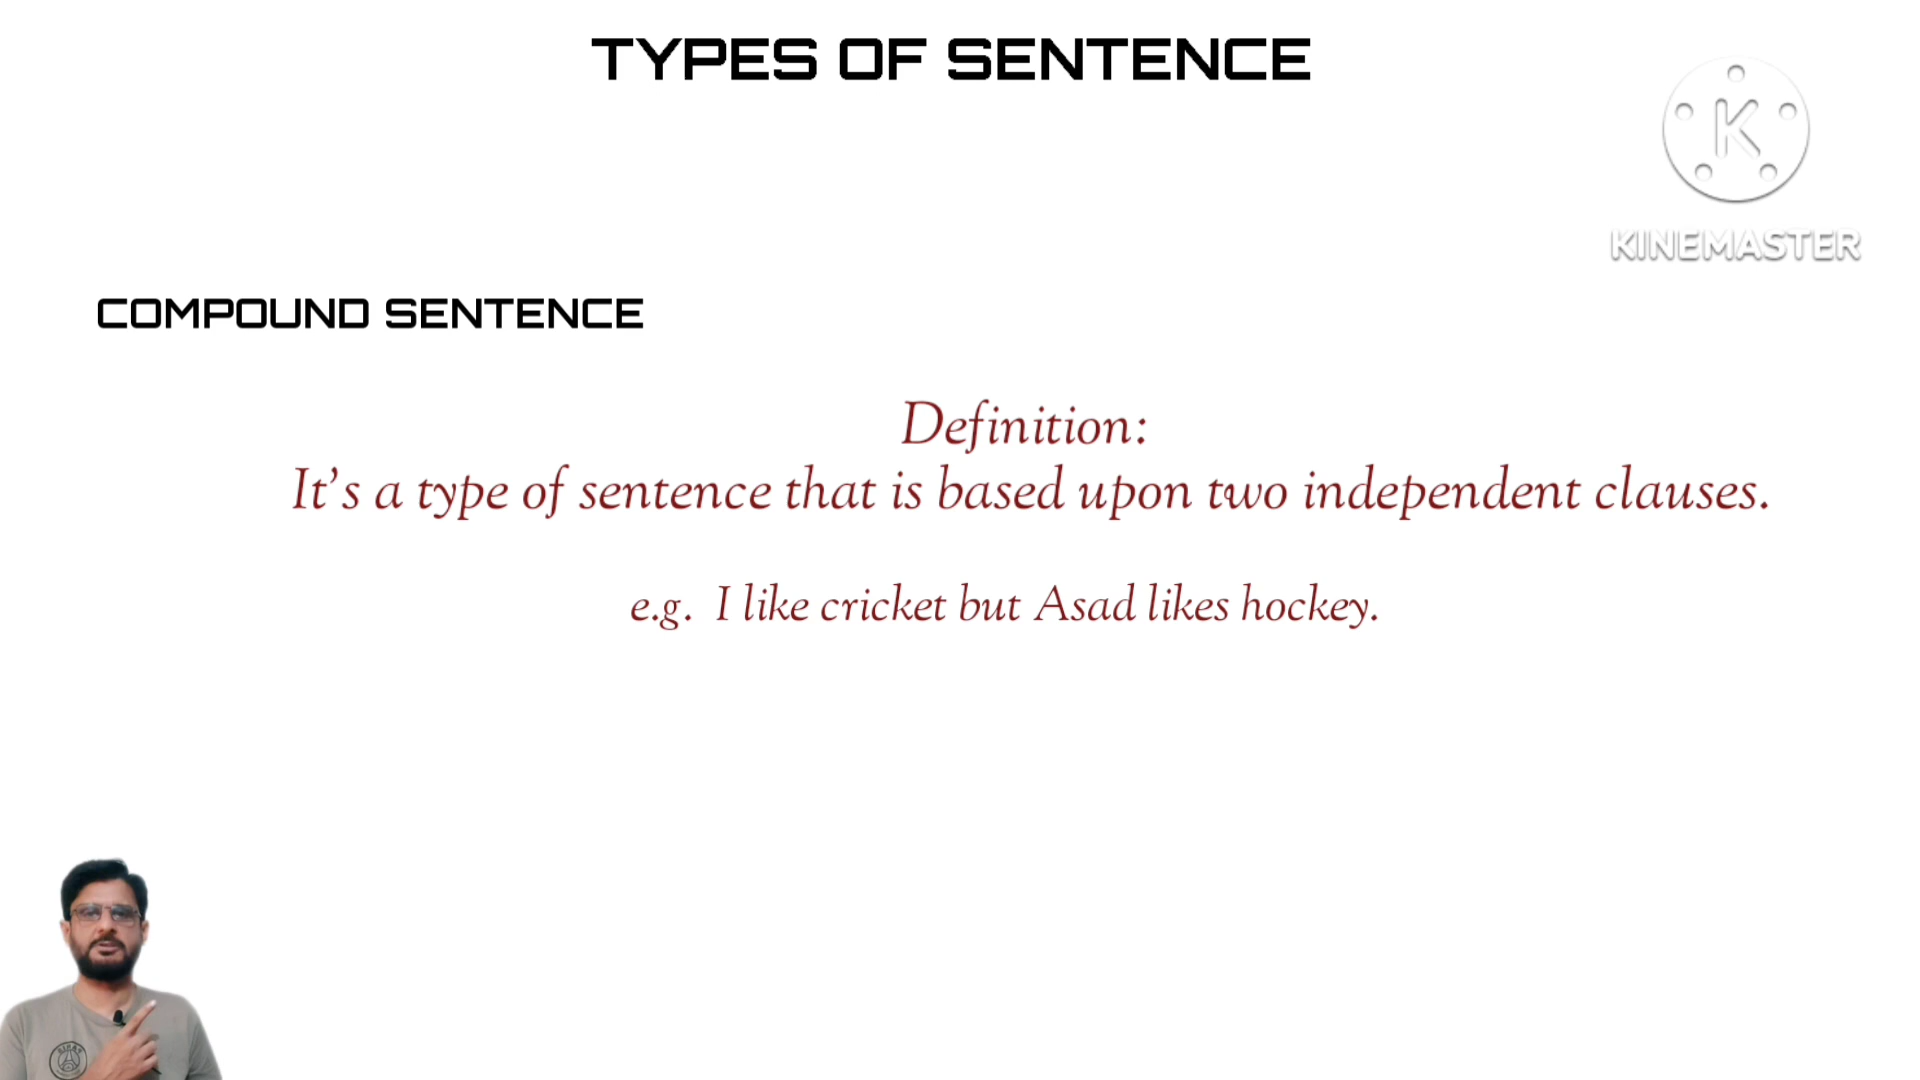 TYPES OF SENTENCE
K
KINEMASTER
COMPOUND SENTENCE
Definition:
It's a type of sentence that is based upon two independent clauses.
e.g. I like cricket but Asad likes hockey.